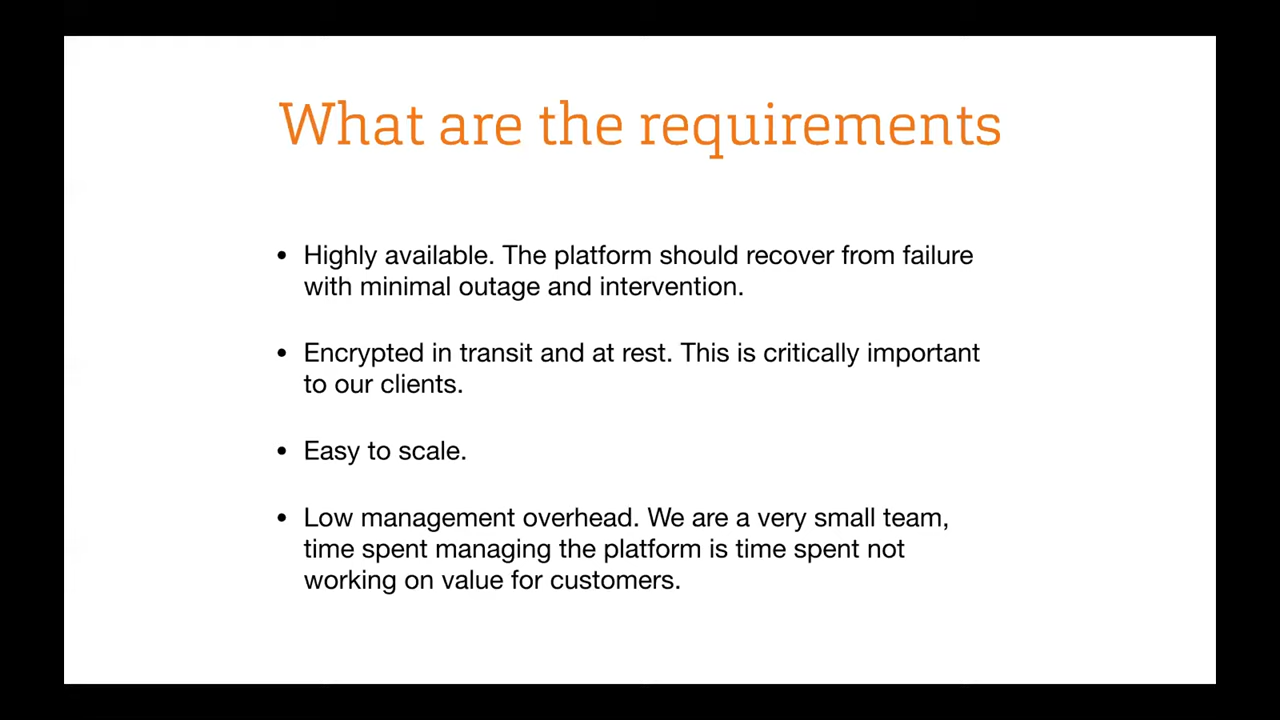 What are the requirements
• Highly available. The platform should recover from failure
with minimal outage and intervention.
• Encrypted in transit and at rest. This is critically important
to our clients.
• Easy to scale.
• Low management overhead. We are a very small team,
time spent managing the platform is time spent not
working on value for customers.